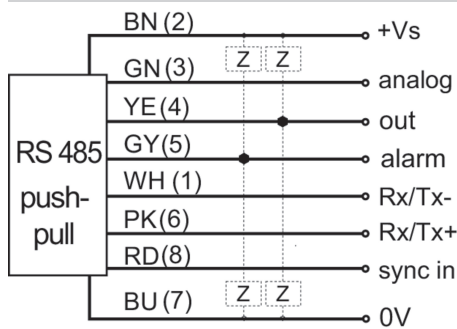 BN (2) +Vs
Z Z
GN (3) analog
YE (4) out
RS 485 GY (5) alarm
WH (1) Rx/Tx-
push-
PK(6) Rx/Tx+
pull
RD(8) sync in
Z Z
BU (7) 0V